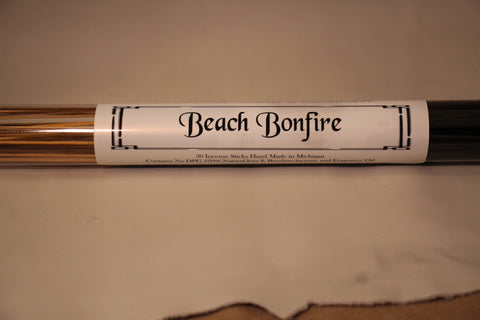 Beach Bonfire
30 Incense Sticks Hand Made in Michigan
Contains No DPG 100% Natural Joss & Bamboo incense and Fragrance Oil